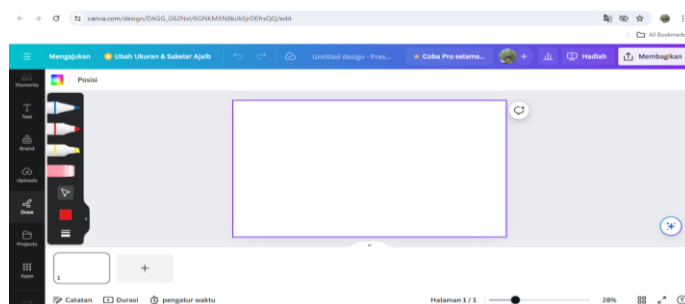 canva.com/design/DAGG_G62NxU6GNKMXN8kulkSjrOEfreQQ/edit
All Bookmarks
Mengajukan Ubah Ukuran & Sakelar Ajaib Untitled design - Pres... Coba Pro selama... + Hadiah Membagikan
Elements Posisi
Text
Brand
Uploads
Draw
Projects
Apps
1 +
Catatan Durasi pengatur waktu Halaman 1 / 1 28%